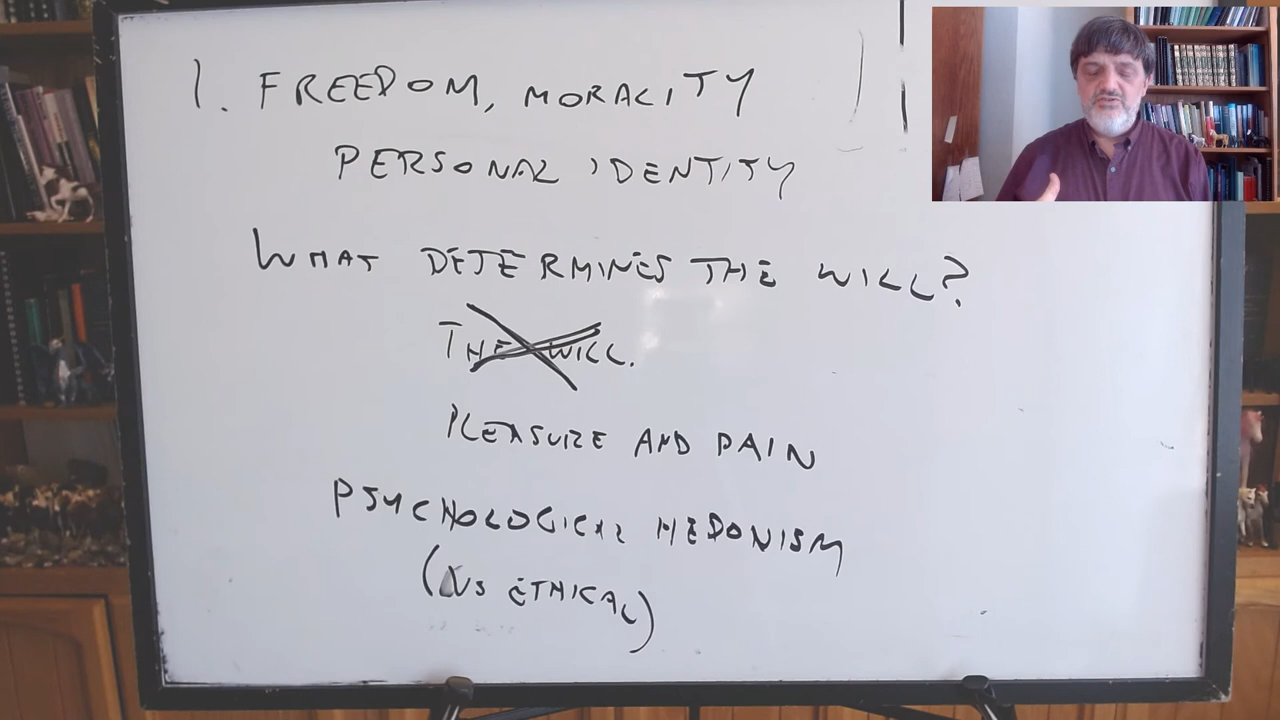 1. FREEDOM, MORALITY
PERSONAL IDENTITY
WHAT DETERMINES THE WILL?
THE WILL.
PLEASURE AND PAIN
PSYCHOLOGICAL HEDONISM
(VS ETHICAL)